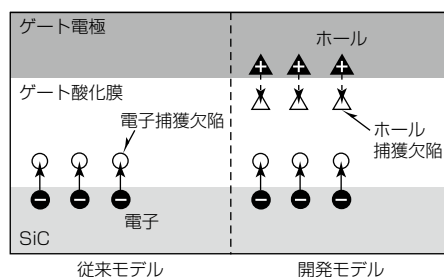 ゲート電極
ホール
ゲート酸化膜
電子捕獲欠陥
ホール
捕獲欠陥
電子
SiC
従来モデル
開発モデル